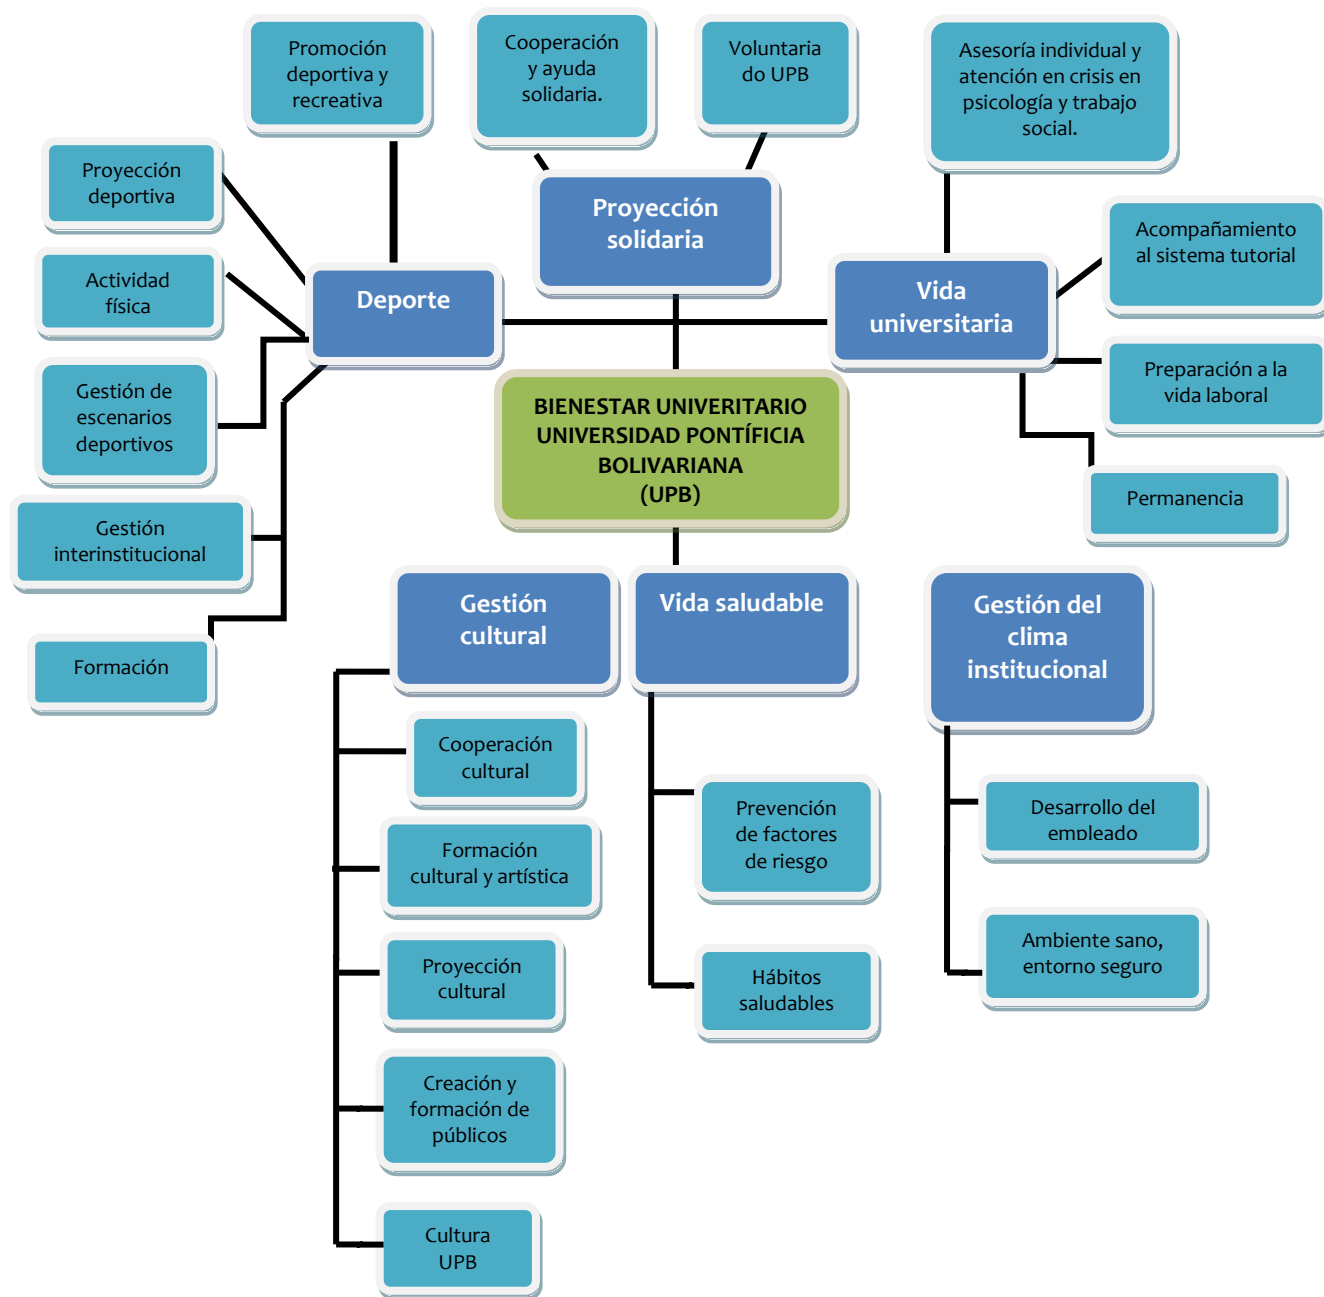 Promoción
deportiva y
recreativa
Cooperación
y ayuda
solidaria.
Voluntaria
do UPB
Asesoría individual y
atención en crisis en
psicología y trabajo
social.
Proyección
deportiva
Proyección
solidaria
Acompañamiento
al sistema tutorial
Actividad
física
Deporte
Vida
universitaria
Gestión de
escenarios
deportivos
Preparación a la
vida laboral
BIENESTAR UNIVERITARIO
UNIVERSIDAD PONTÍFICIA
BOLIVARIANA
(UPB)
Permanencia
Gestión
interinstitucional
Formación
Gestión
cultural
Vida saludable
Gestión del
clima
institucional
Cooperación
cultural
Formación
cultural y artística
Proyección
cultural
Creación y
formación de
públicos
Cultura
UPB
Prevención
de factores
de riesgo
Hábitos
saludables
Desarrollo del
empleado
Ambiente sano,
entorno seguro